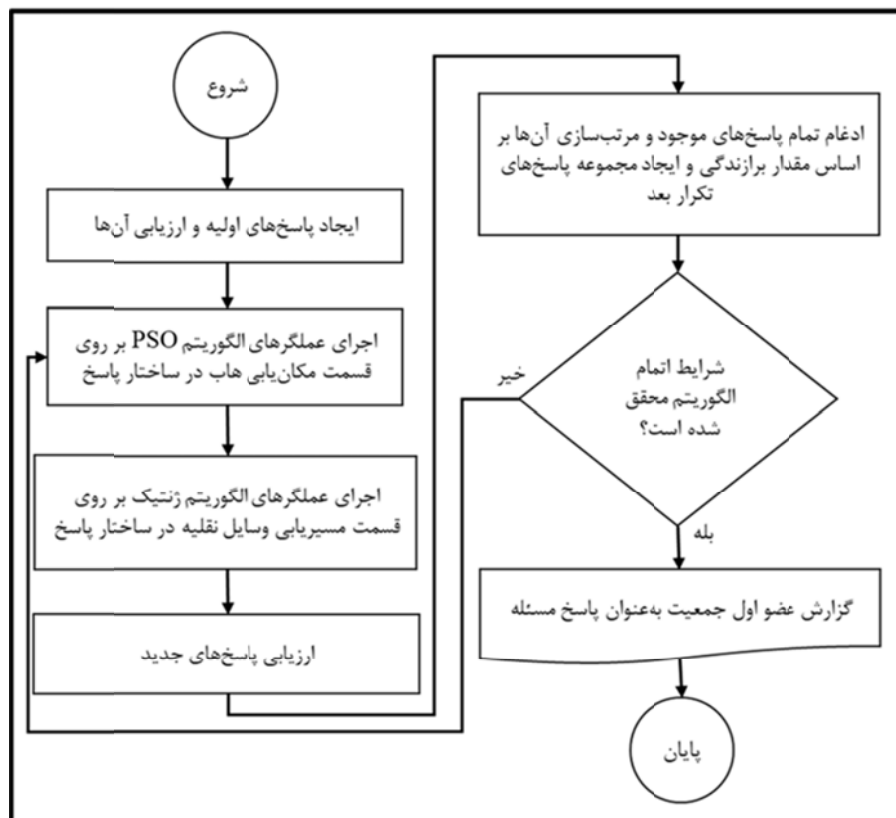 شروع
ایجاد پاسخ‌های اولیه و ارزیابی آن‌ها
اجرای عملگرهای الگوریتم PSO بر روی
قسمت مکان‌یابی هاب در ساختار پاسخ
اجرای عملگرهای الگوریتم ژنتیک بر روی
قسمت مسیریابی وسایل نقلیه در ساختار پاسخ
ارزیابی پاسخ‌های جدید
ادغام تمام پاسخ‌های موجود و مرتب‌سازی آن‌ها بر
اساس مقدار برازندگی و ایجاد مجموعه پاسخ‌های
تکرار بعد
شرایط اتمام
الگوریتم محقق
شده است؟
خیر
بله
گزارش عضو اول جمعیت به‌عنوان پاسخ مسئله
پایان